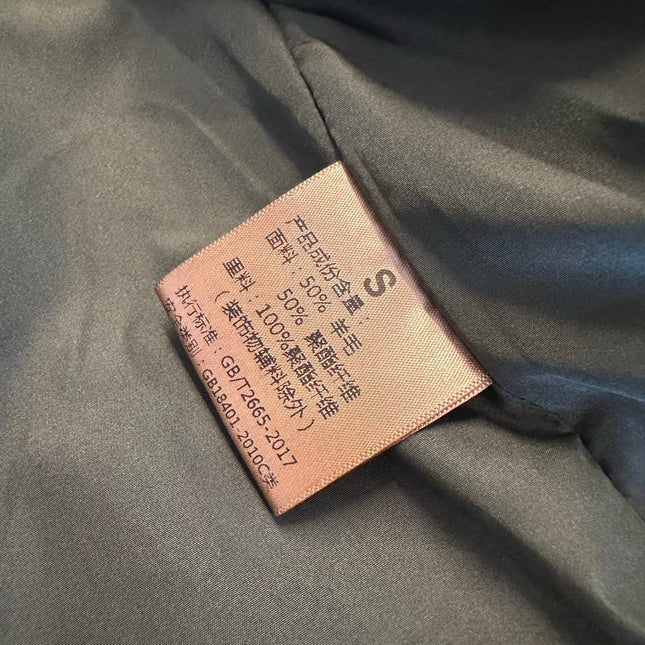 S
产品成份含量：
面料：50% 羊毛
50% 聚酯纤维
里料：100%聚酯纤维
（装饰物辅料除外）
执行标准：GB/T2665-2017
安全类别：GB18401-2010C类